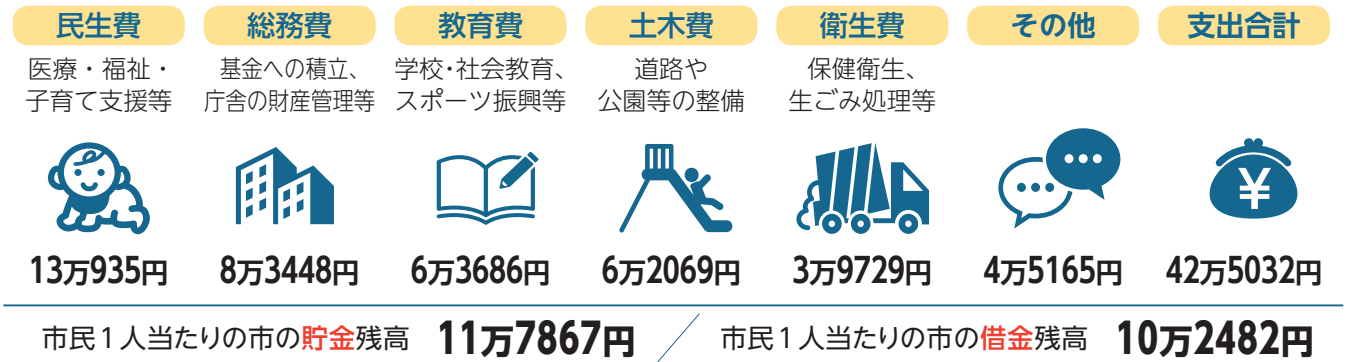 民生費 総務費 教育費 土木費 衛生費 その他 支出合計
医療・福祉・
子育て支援等
基金への積立、
庁舎の財産管理等
学校・社会教育、
スポーツ振興等
道路や
公園等の整備
保健衛生、
生ごみ処理等
¥
13万935円 8万3448円 6万3686円 6万2069円 3万9729円 4万5165円 42万5032円
市民1人当たりの市の貯金残高 11万7867円 / 市民1人当たりの市の借金残高 10万2482円